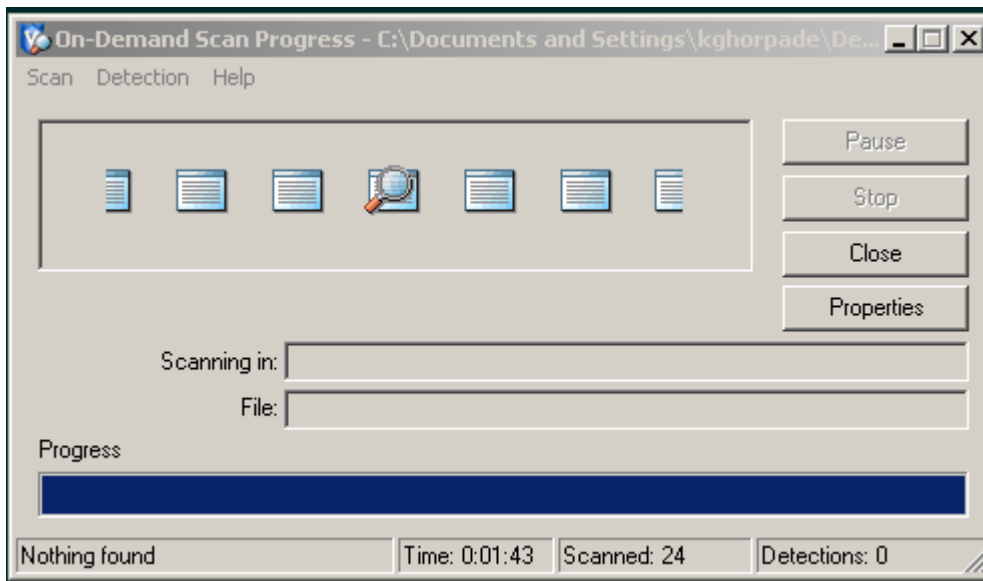 On-Demand Scan Progress - C:\Documents and Settings\kghorpade\De...
Scan Detection Help
Pause
Stop
Close
Properties
Scanning in:
File:
Progress
Nothing found Time: 0:01:43 Scanned: 24 Detections: 0